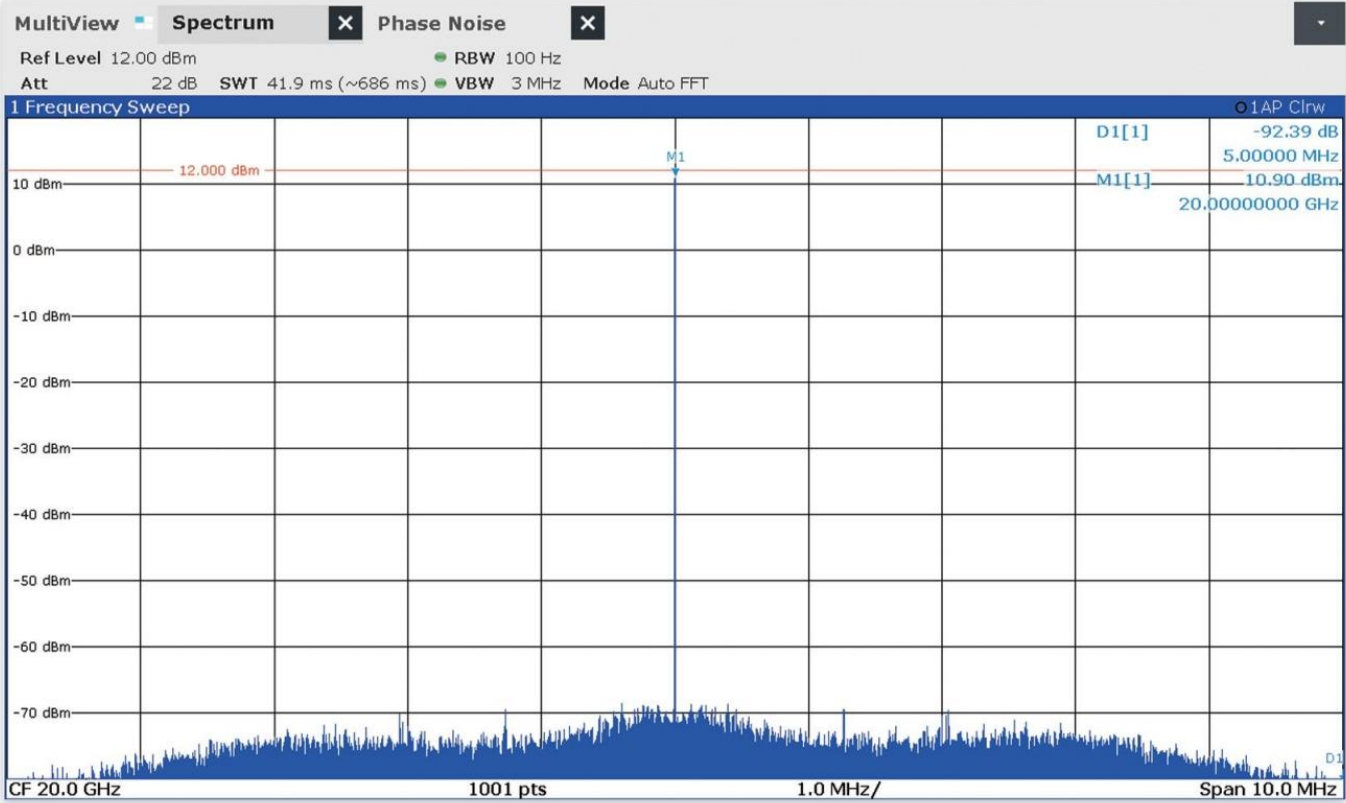 MultiView Spectrum X Phase Noise X
Ref Level 12.00 dBm RBW 100 Hz
Att 22 dB SWT 41.9 ms (~686 ms) VBW 3 MHz Mode Auto FFT
1 Frequency Sweep 1AP Clrw
D1[1] -92.39 dB
5.00000 MHz
M1
12.000 dBm
M1[1] 10.90 dBm
10 dBm
20.00000000 GHz
0 dBm
-10 dBm
-20 dBm
-30 dBm
-40 dBm
-50 dBm
-60 dBm
-70 dBm
D1
CF 20.0 GHz 1001 pts 1.0 MHz/ Span 10.0 MHz